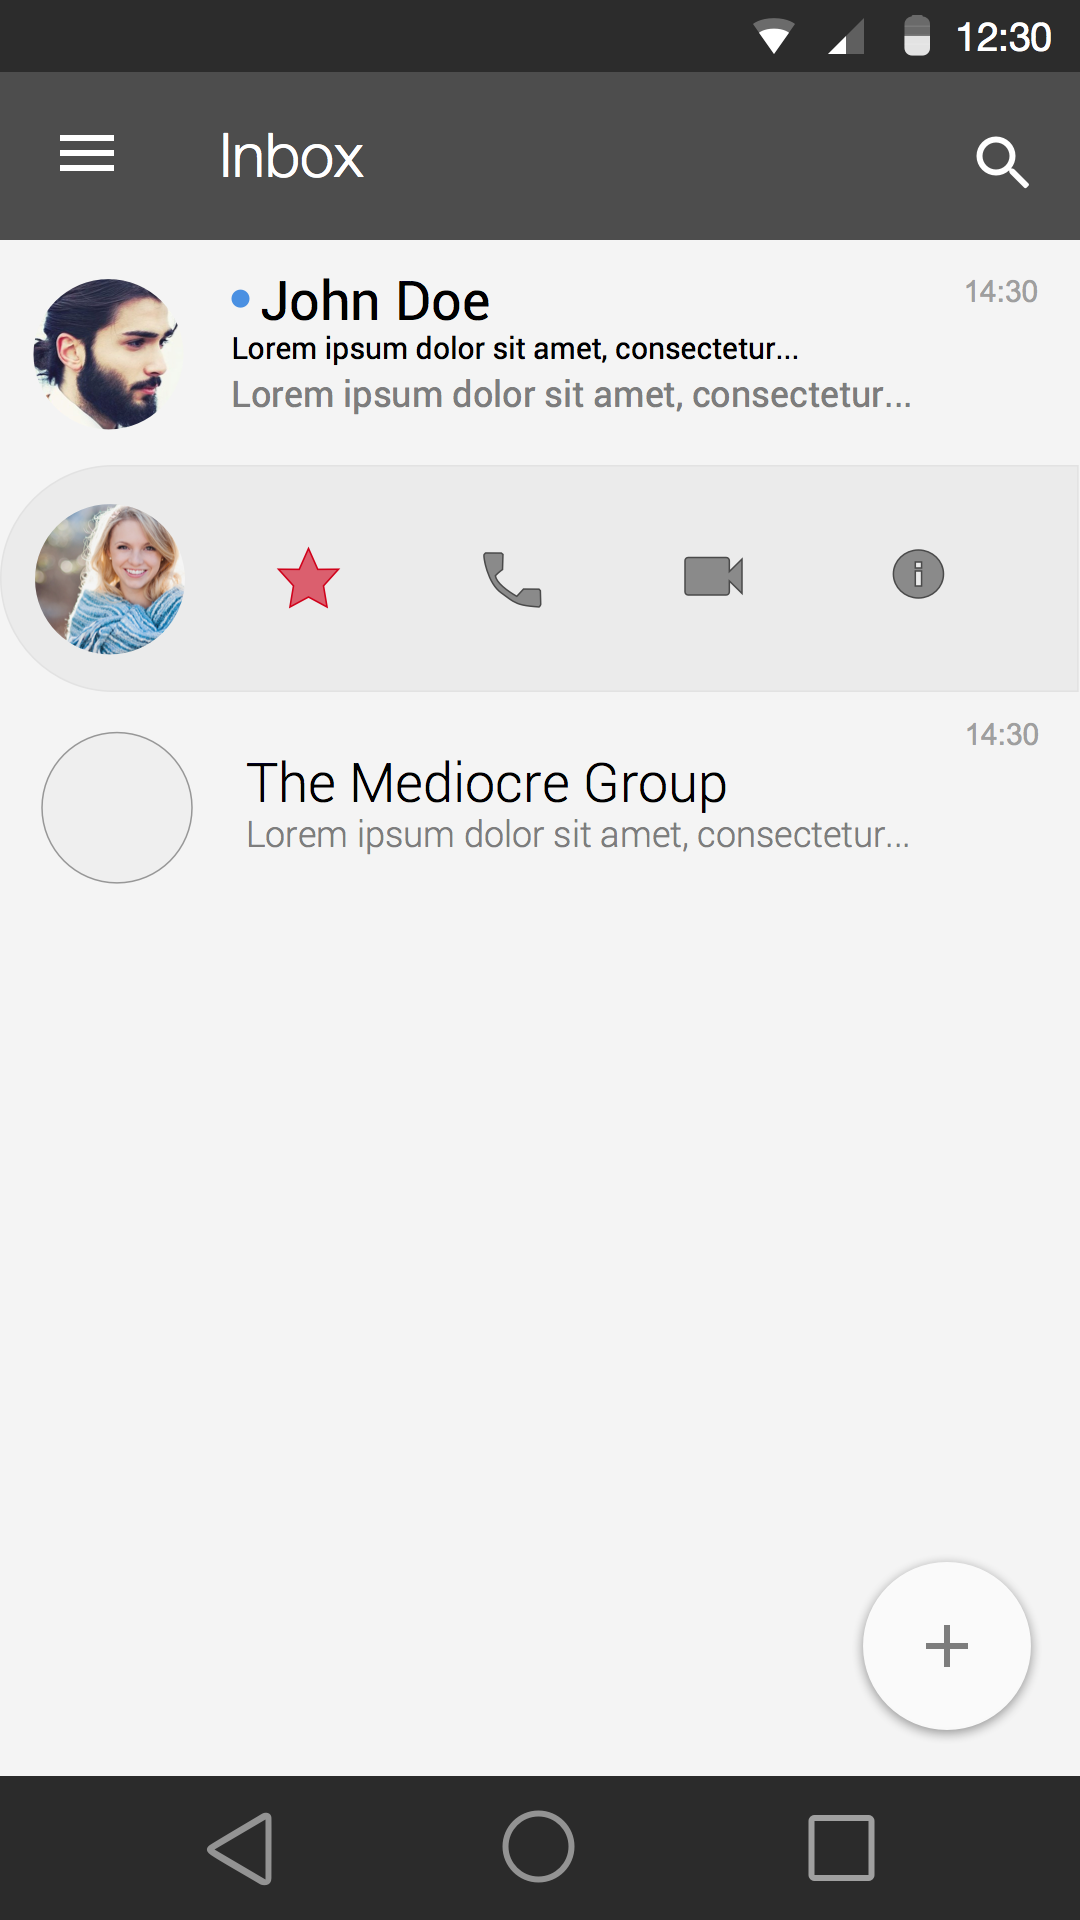 12:30
Inbox
John Doe
14:30
Lorem ipsum dolor sit amet, consectetur...
Lorem ipsum dolor sit amet, consectetur...
14:30
The Mediocre Group
Lorem ipsum dolor sit amet, consectetur...